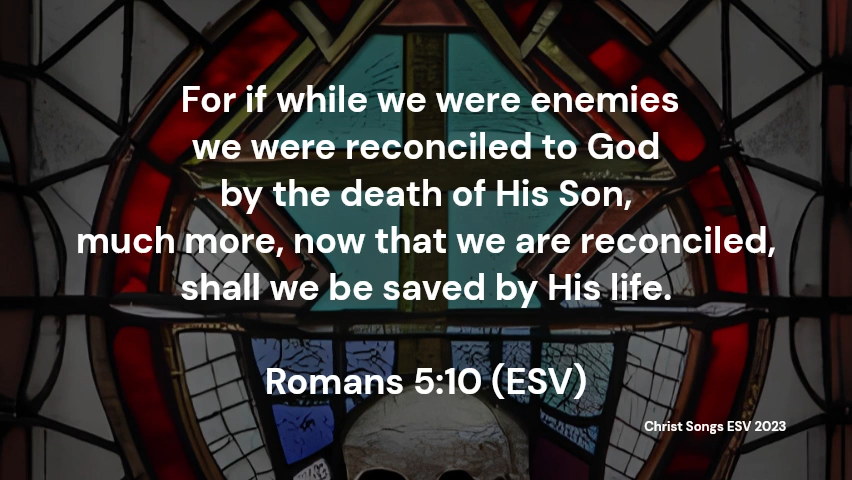 For if while we were enemies
we were reconciled to God
by the death of His Son,
much more, now that we are reconciled,
shall we be saved by His life.
Romans 5:10 (ESV)
Christ Songs ESV 2023